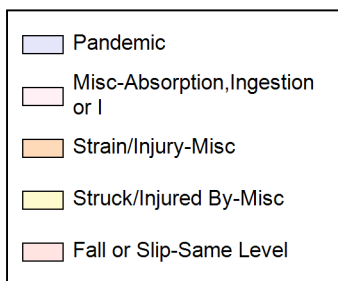 Pandemic
Misc-Absorption,Ingestion
or I
Strain/Injury-Misc
Struck/Injured By-Misc
Fall or Slip-Same Level